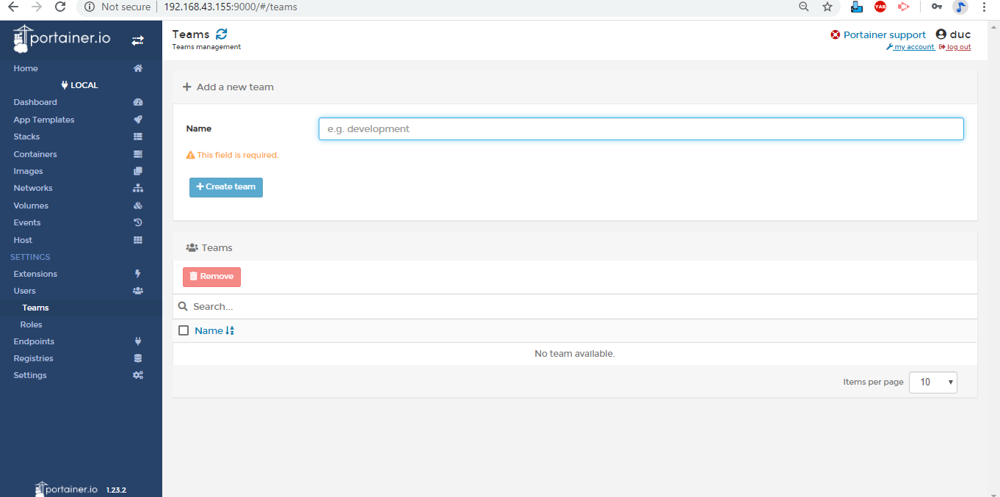 Not secure | 192.168.43.155:9000/#/teams
YAB
portainer.io
Teams
Teams management
Portainer support duc
my account log out
Home
LOCAL
Dashboard
App Templates
Stacks
Containers
Images
Networks
Volumes
Events
Host
SETTINGS
Extensions
Users
Teams
Roles
Endpoints
Registries
Settings
portainer.io 1.23.2
+ Add a new team
Name e.g. development
This field is required.
+ Create team
Teams
Remove
Search...
Name
No team available.
Items per page 10